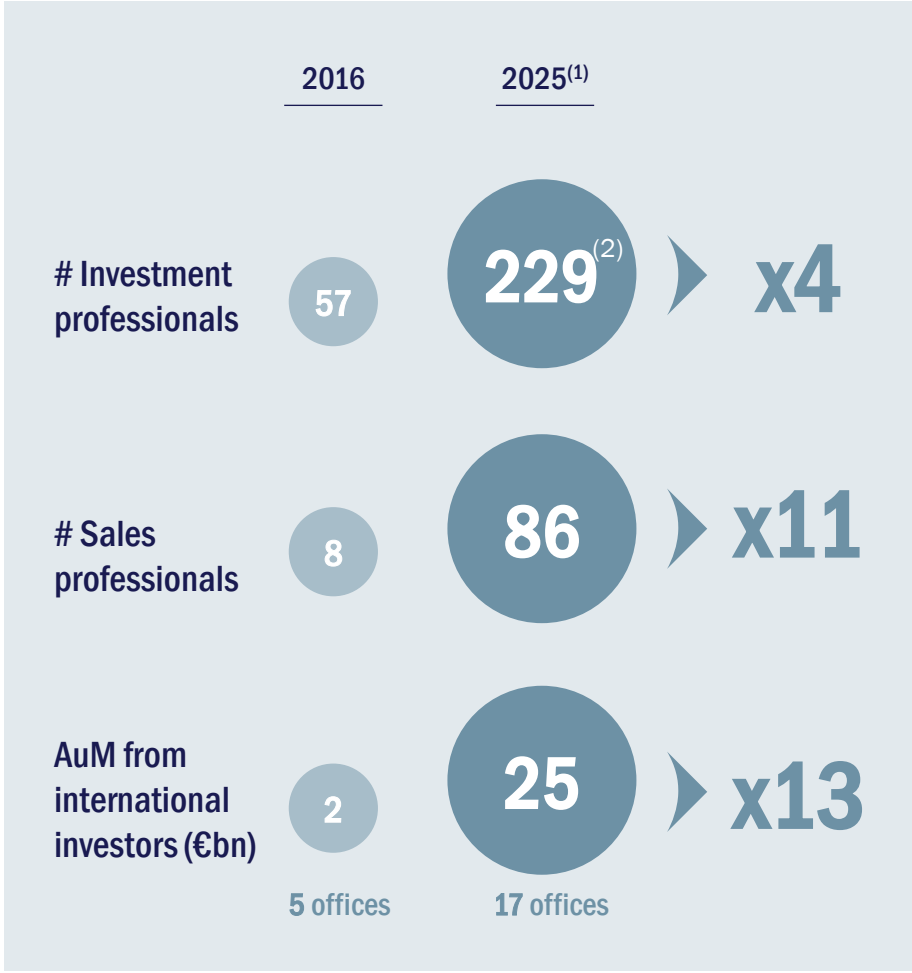 2016 2025(1)
# Investment
professionals
57 229(2) x4
# Sales
professionals
8 86 x11
AuM from
international
investors (€bn)
2 25 x13
5 offices 17 offices